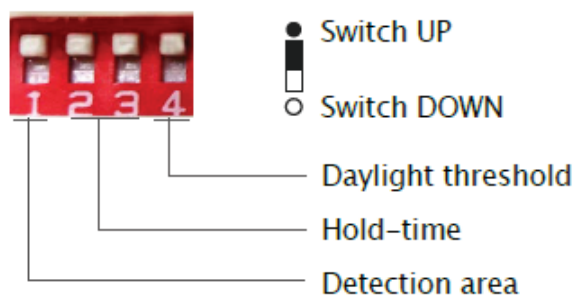 Switch UP
1 2 3 4
Switch DOWN
Daylight threshold
Hold-time
Detection area